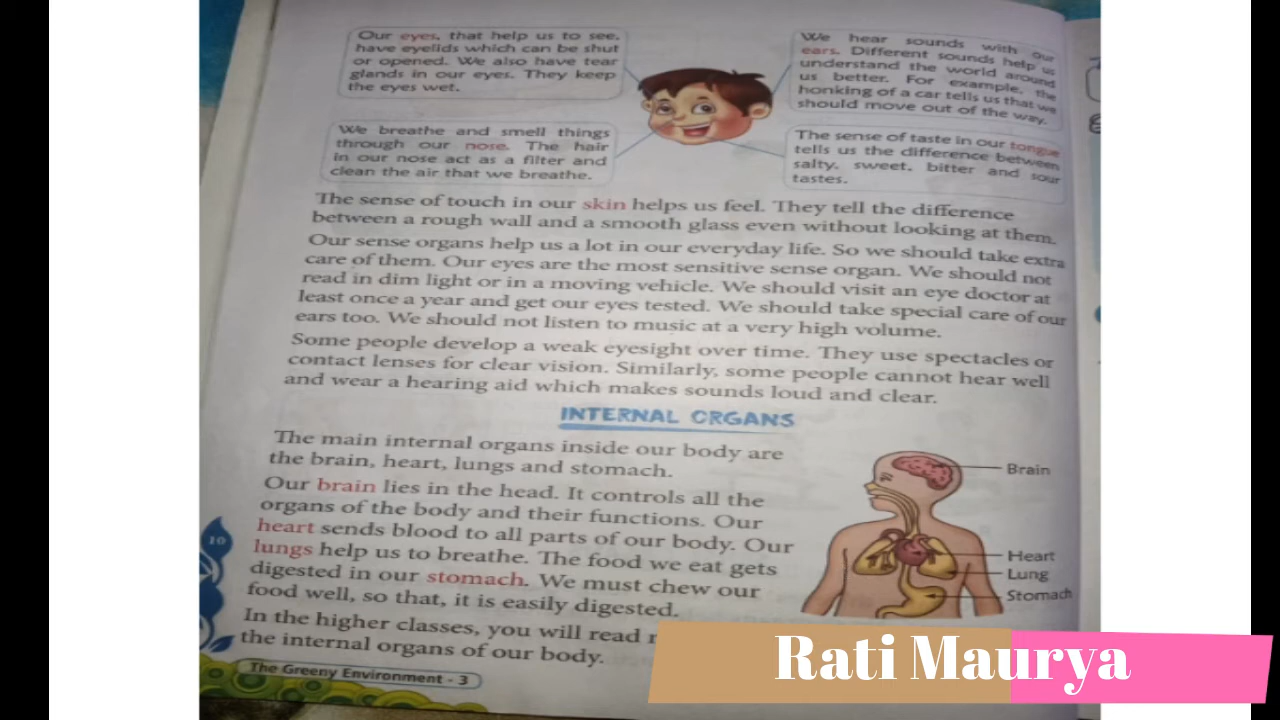 Our eyes, that help us to see,
have eyelids which can be shut
or opened. We also have tear
glands in our eyes. They keep
the eyes wet.
We hear sounds with our
ears. Different sounds help us
understand the world around
us better. For example, the
honking of a car tells us that we
should move out of the way.
We breathe and smell things
through our nose. The hair
in our nose act as a filter and
clean the air that we breathe.
The sense of taste in our tongue
tells us the difference between
salty, sweet, bitter and sour
tastes.
The sense of touch in our skin helps us feel. They tell the difference
between a rough wall and a smooth glass even without looking at them.
Our sense organs help us a lot in our everyday life. So we should take extra
care of them. Our eyes are the most sensitive sense organ. We should not
read in dim light or in a moving vehicle. We should visit an eye doctor at
least once a year and get our eyes tested. We should take special care of our
ears too. We should not listen to music at a very high volume.
Some people develop a weak eyesight over time. They use spectacles or
contact lenses for clear vision. Similarly, some people cannot hear well
and wear a hearing aid which makes sounds loud and clear.
INTERNAL ORGANS
The main internal organs inside our body are
the brain, heart, lungs and stomach.
Our brain lies in the head. It controls all the
organs of the body and their functions. Our
heart sends blood to all parts of our body. Our
lungs help us to breathe. The food we eat gets
digested in our stomach. We must chew our
food well, so that, it is easily digested.
In the higher classes, you will read
the internal organs of our body.
Brain
Heart
Lung
Stomach
10
The Greeny Environment - 3
Rati Maurya